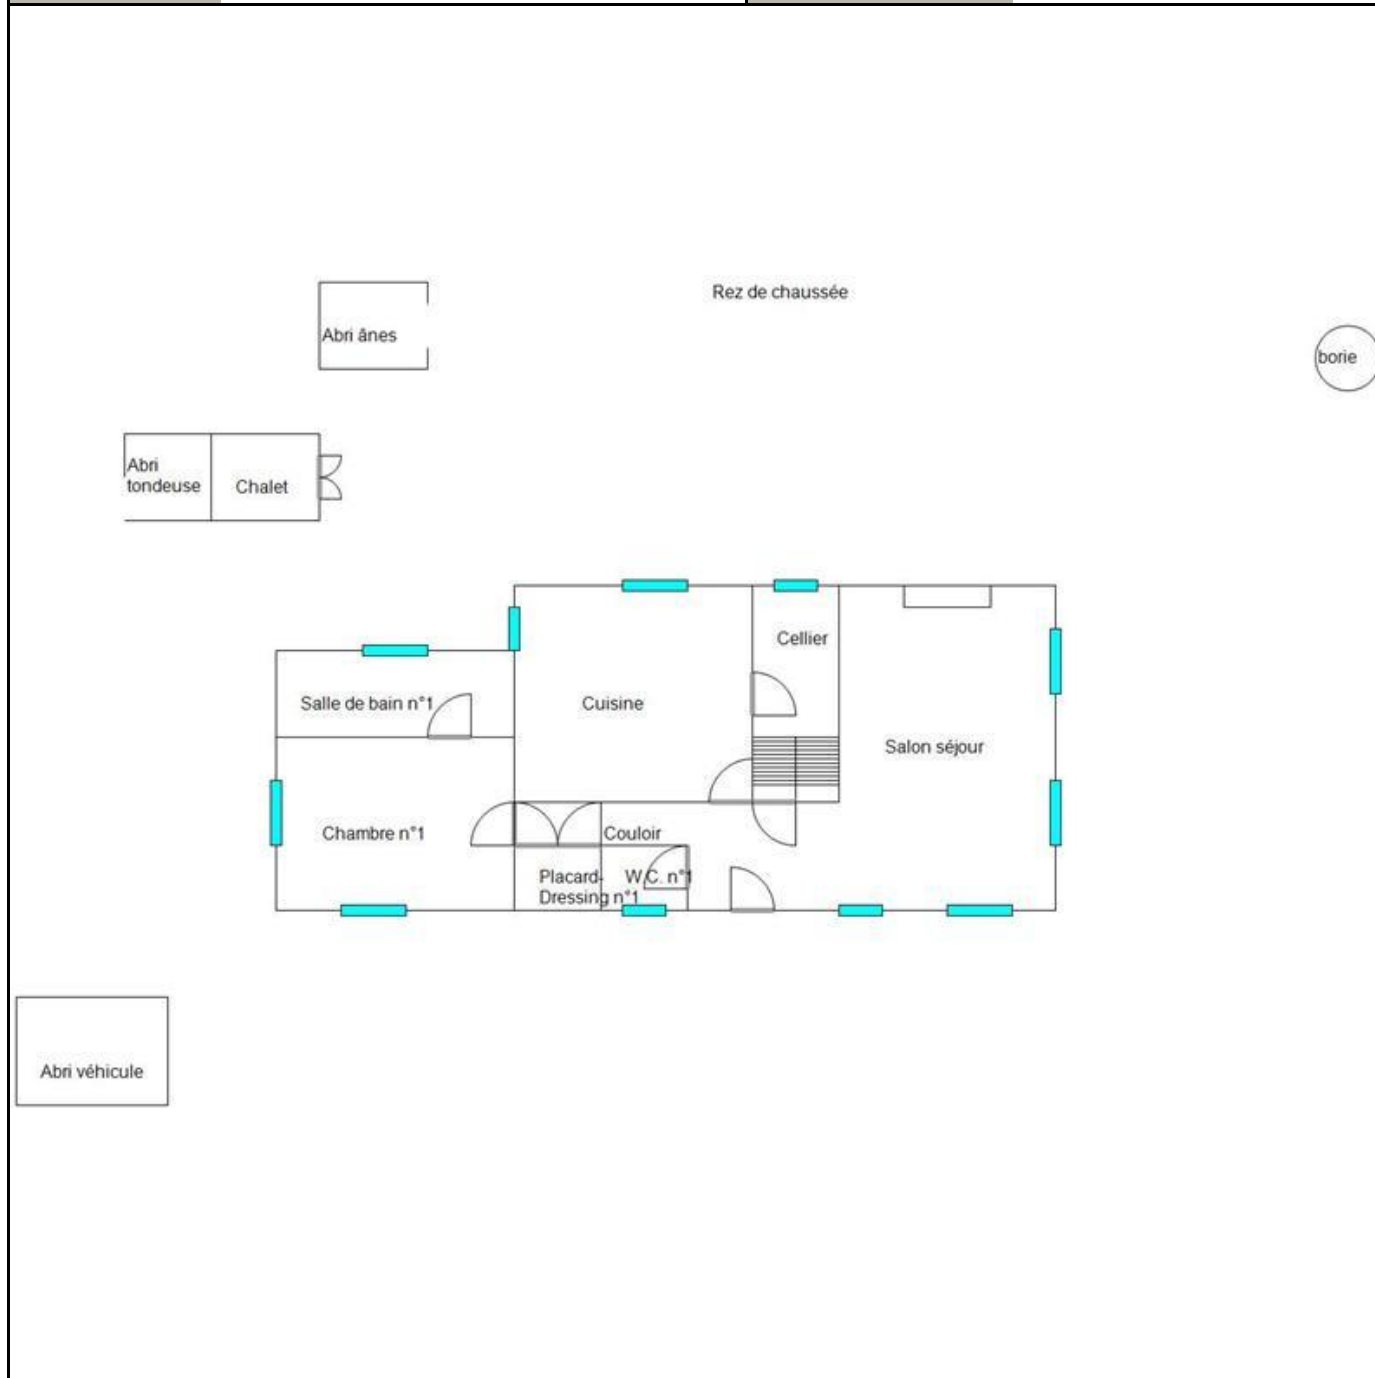 Rez de chaussée
Abri ânes
borie
Abri
tondeuse
Chalet
Cellier
Salle de bain n°1
Cuisine
Salon séjour
Chambre n°1
Couloir
Placard-
Dressing n°1
W.C. n°1
Abri véhicule